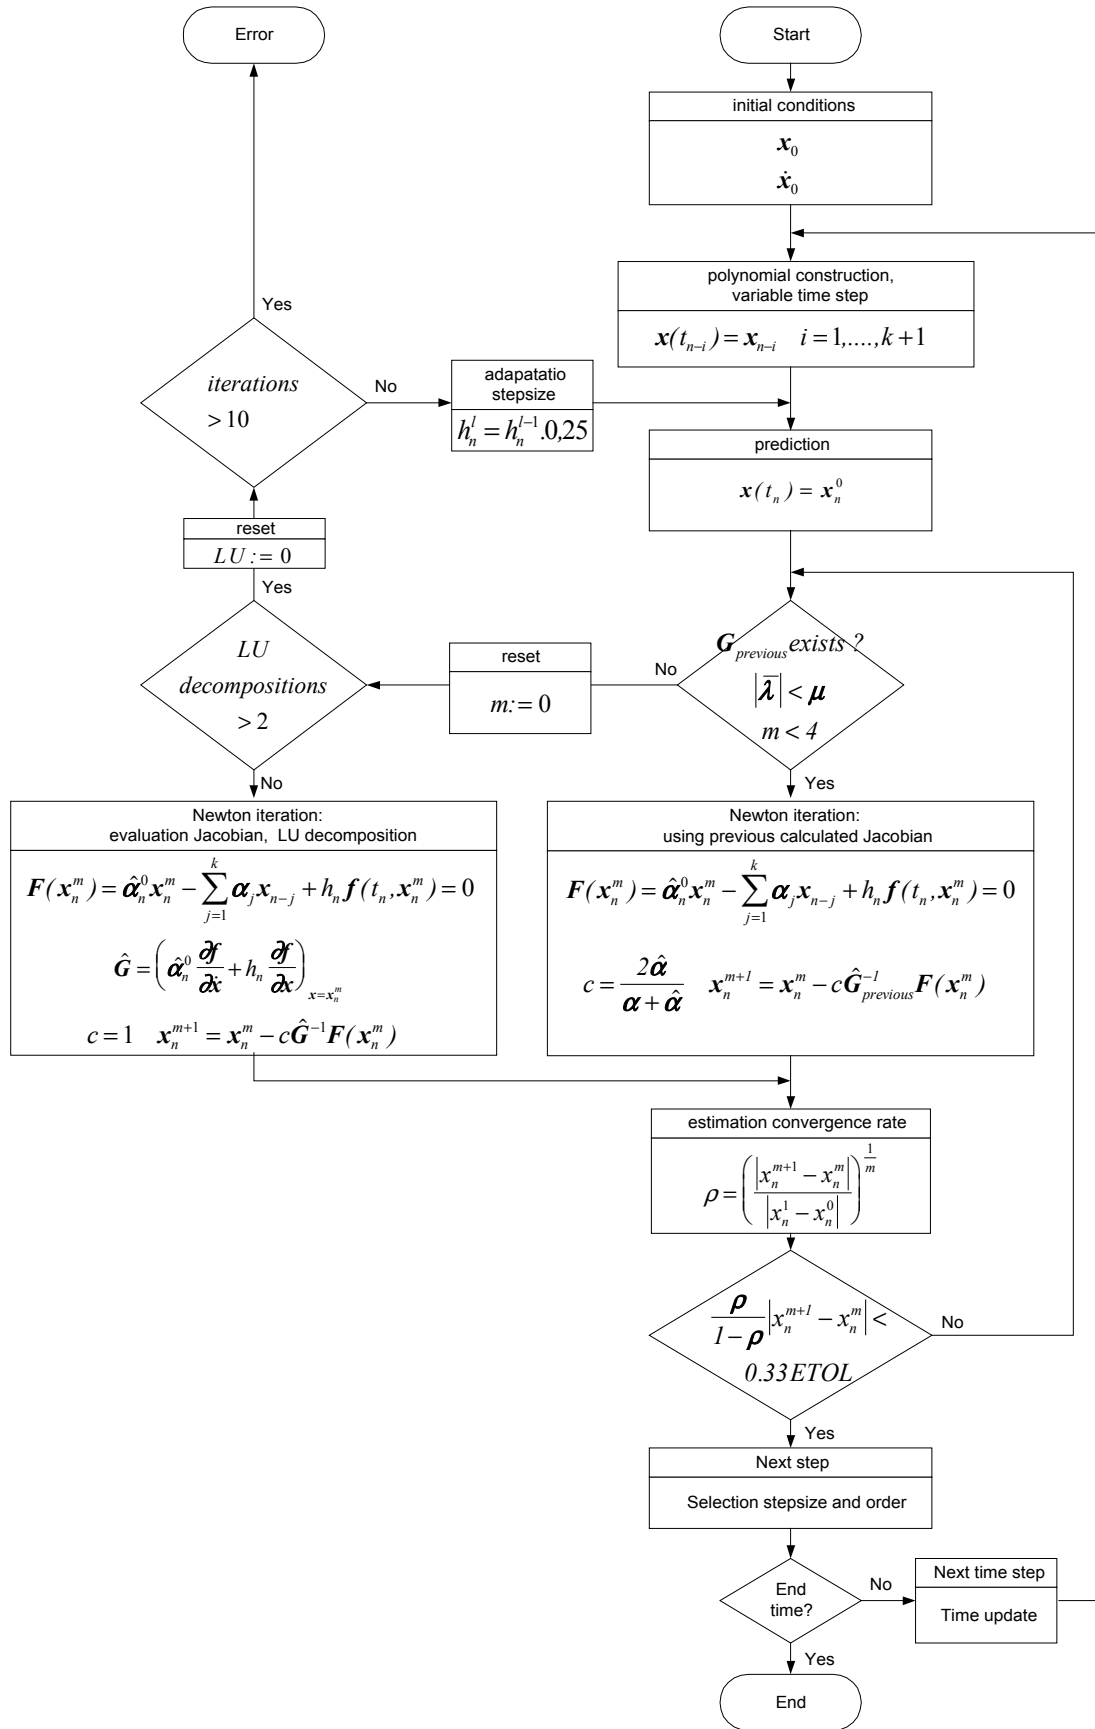 Error
Start
initial conditions
x₀
ẋ₀
polynomial construction,
variable time step
x(tₙ₋ᵢ) = xₙ₋ᵢ i = 1,....,k + 1
Yes
iterations
> 10
No
adapatatio
stepsize
hₙˡ = hₙˡ⁻¹.0,25
prediction
x(tₙ) = xₙ⁰
reset
LU := 0
Yes
LU
decompositions
> 2
reset
m:= 0
No
G_previous exists ?
|λ̄| < μ
m < 4
No
Yes
Newton iteration:
evaluation Jacobian, LU decomposition
F(xₙᵐ) = α̂ₙ⁰xₙᵐ − ∑_{j=1}^{k} αⱼxₙ₋ⱼ + hₙf(tₙ,xₙᵐ) = 0
Ĝ = (α̂ₙ⁰ ∂f/∂ẋ + hₙ ∂f/∂x)_{x=xₙᵐ}
c = 1 xₙᵐ⁺¹ = xₙᵐ − cĜ⁻¹F(xₙᵐ)
Newton iteration:
using previous calculated Jacobian
F(xₙᵐ) = α̂ₙ⁰xₙᵐ − ∑_{j=1}^{k} αⱼxₙ₋ⱼ + hₙf(tₙ,xₙᵐ) = 0
c = 2α̂/(α + α̂) xₙᵐ⁺¹ = xₙᵐ − cĜ⁻¹_previous F(xₙᵐ)
estimation convergence rate
ρ = (|xₙᵐ⁺¹ − xₙᵐ| / |xₙ¹ − xₙ⁰|)^{1/m}
ρ/(1−ρ) |xₙᵐ⁺¹ − xₙᵐ| <
0.33ETOL
No
Yes
Next step
Selection stepsize and order
End
time?
No
Next time step
Time update
Yes
End